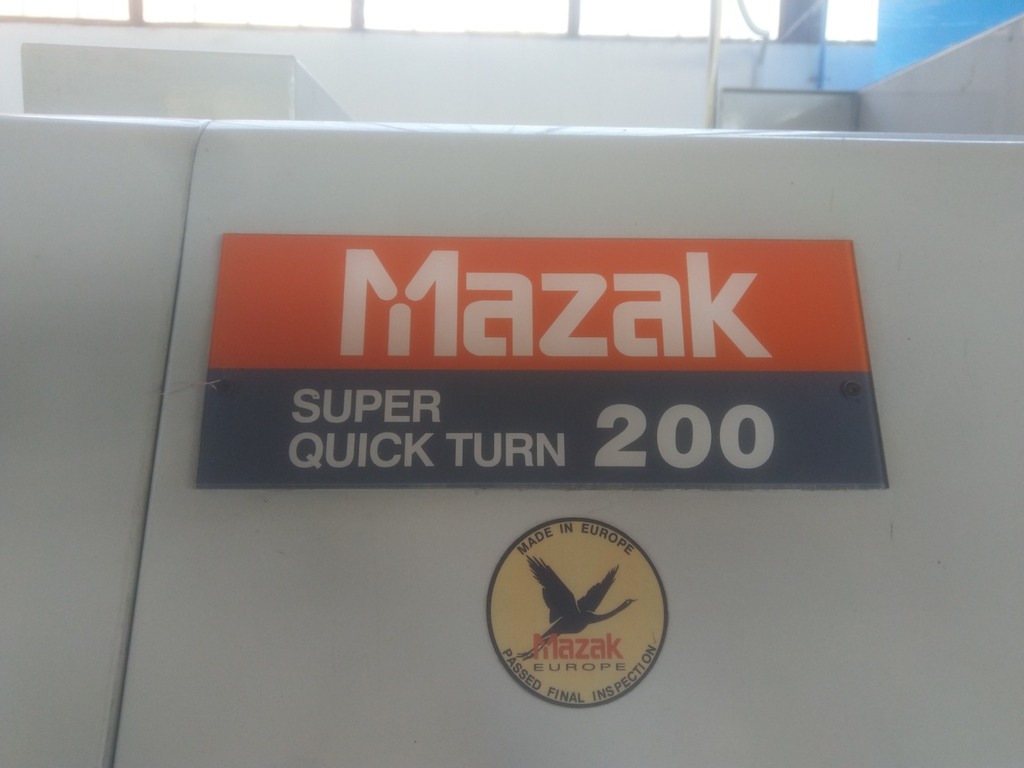 Mazak
SUPER
QUICK TURN 200
MADE IN EUROPE
Mazak
EUROPE
PASSED FINAL INSPECTION